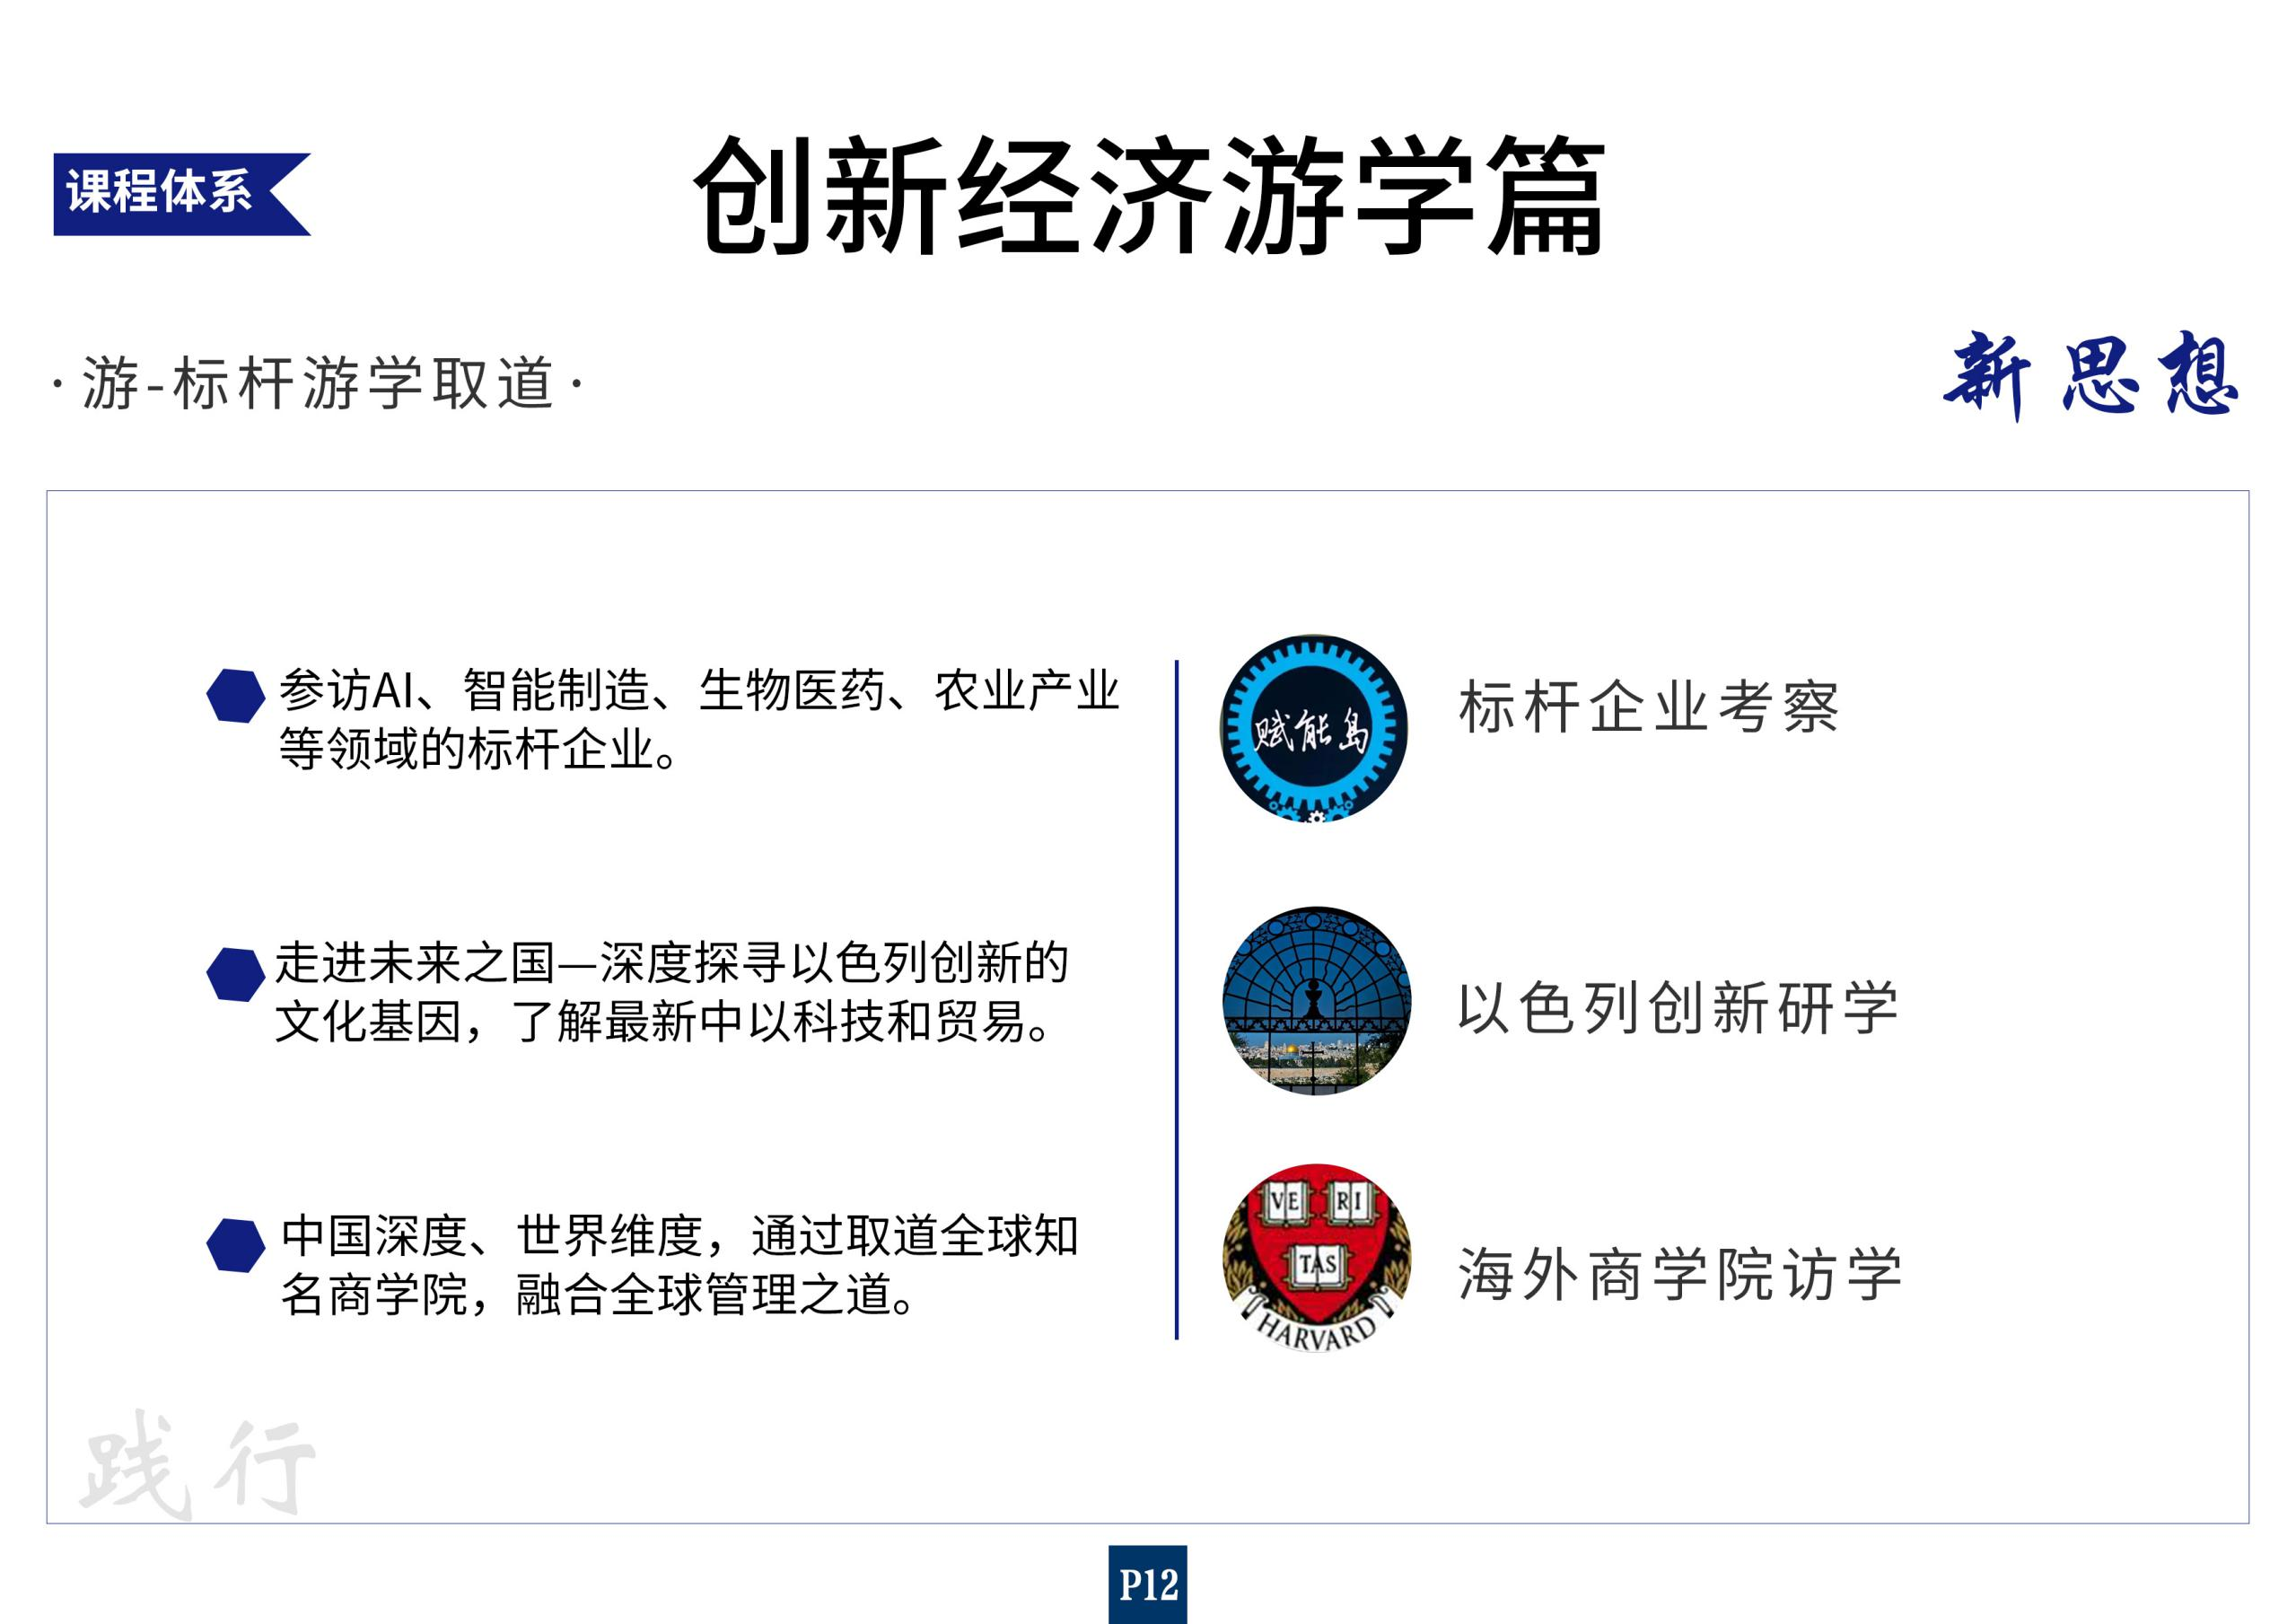 课程体系
创新经济游学篇
·游-标杆游学取道·
新思想
参访AI、智能制造、生物医药、农业产业
等领域的标杆企业。
赋能岛
标杆企业考察
走进未来之国—深度探寻以色列创新的
文化基因，了解最新中以科技和贸易。
以色列创新研学
中国深度、世界维度，通过取道全球知
名商学院，融合全球管理之道。
VE RI
TAS
HARVARD
海外商学院访学
践行
P12